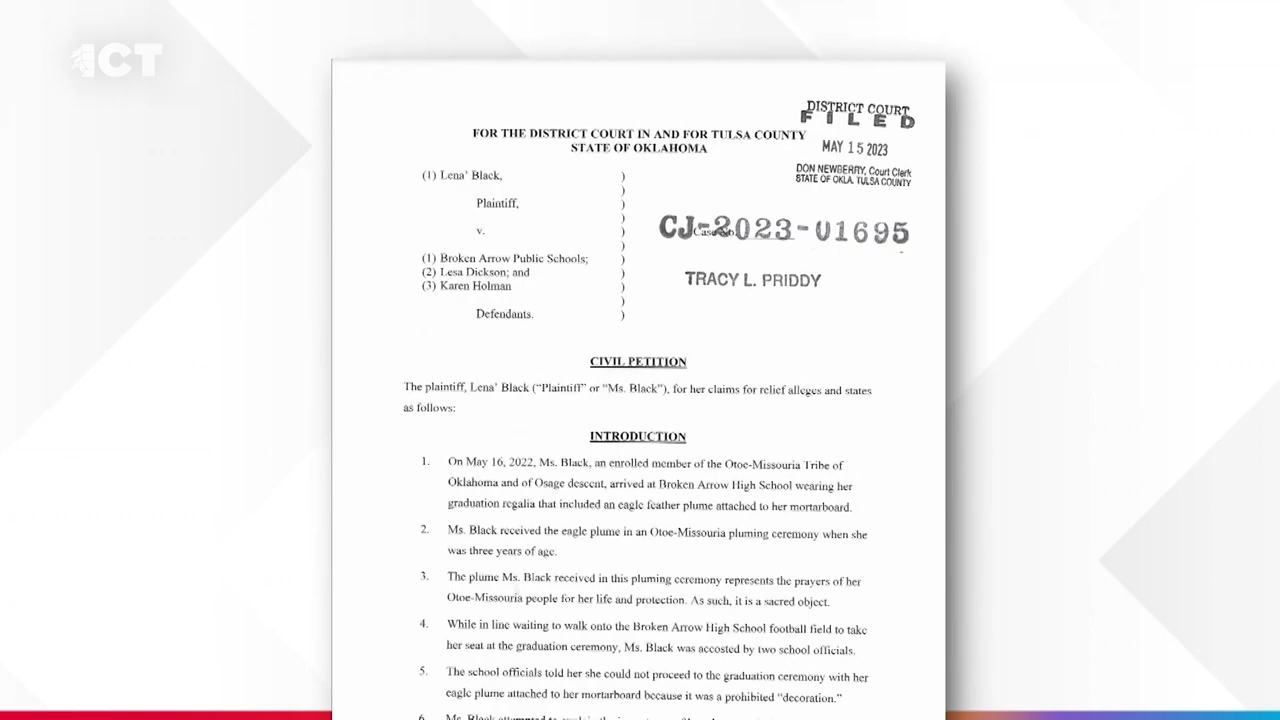 ICT
DISTRICT COURT
FILED
FOR THE DISTRICT COURT IN AND FOR TULSA COUNTY
STATE OF OKLAHOMA
MAY 15 2023
DON NEWBERRY, Court Clerk
STATE OF OKLA. TULSA COUNTY
(1) Lena’ Black,
Plaintiff,
v.
CJ-2023-01695
Case No.
(1) Broken Arrow Public Schools;
(2) Lesa Dickson; and
(3) Karen Holman
TRACY L. PRIDDY
Defendants.
CIVIL PETITION
The plaintiff, Lena’ Black (“Plaintiff” or “Ms. Black”), for her claims for relief alleges and states
as follows:
INTRODUCTION
1. On May 16, 2022, Ms. Black, an enrolled member of the Otoe-Missouria Tribe of
Oklahoma and of Osage descent, arrived at Broken Arrow High School wearing her
graduation regalia that included an eagle feather plume attached to her mortarboard.
2. Ms. Black received the eagle plume in an Otoe-Missouria pluming ceremony when she
was three years of age.
3. The plume Ms. Black received in this pluming ceremony represents the prayers of her
Otoe-Missouria people for her life and protection. As such, it is a sacred object.
4. While in line waiting to walk onto the Broken Arrow High School football field to take
her seat at the graduation ceremony, Ms. Black was accosted by two school officials.
5. The school officials told her she could not proceed to the graduation ceremony with her
eagle plume attached to her mortarboard because it was a prohibited “decoration.”
6. Ms. Black attempted